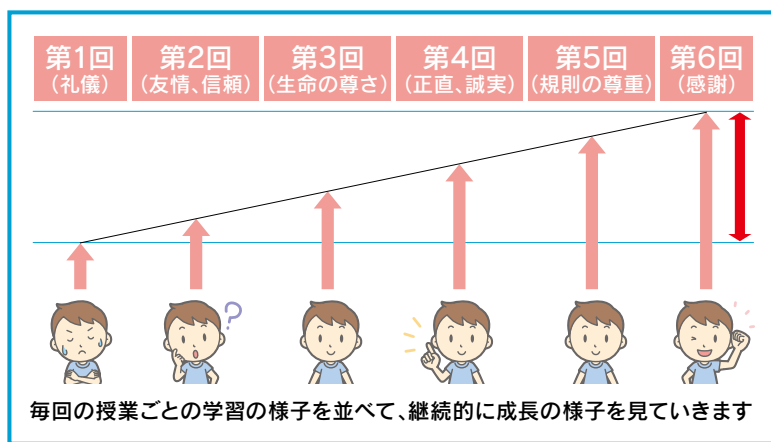 第1回
(礼儀)
第2回
(友情、信頼)
第3回
(生命の尊さ)
第4回
(正直、誠実)
第5回
(規則の尊重)
第6回
(感謝)
?
毎回の授業ごとの学習の様子を並べて、継続的に成長の様子を見ていきます